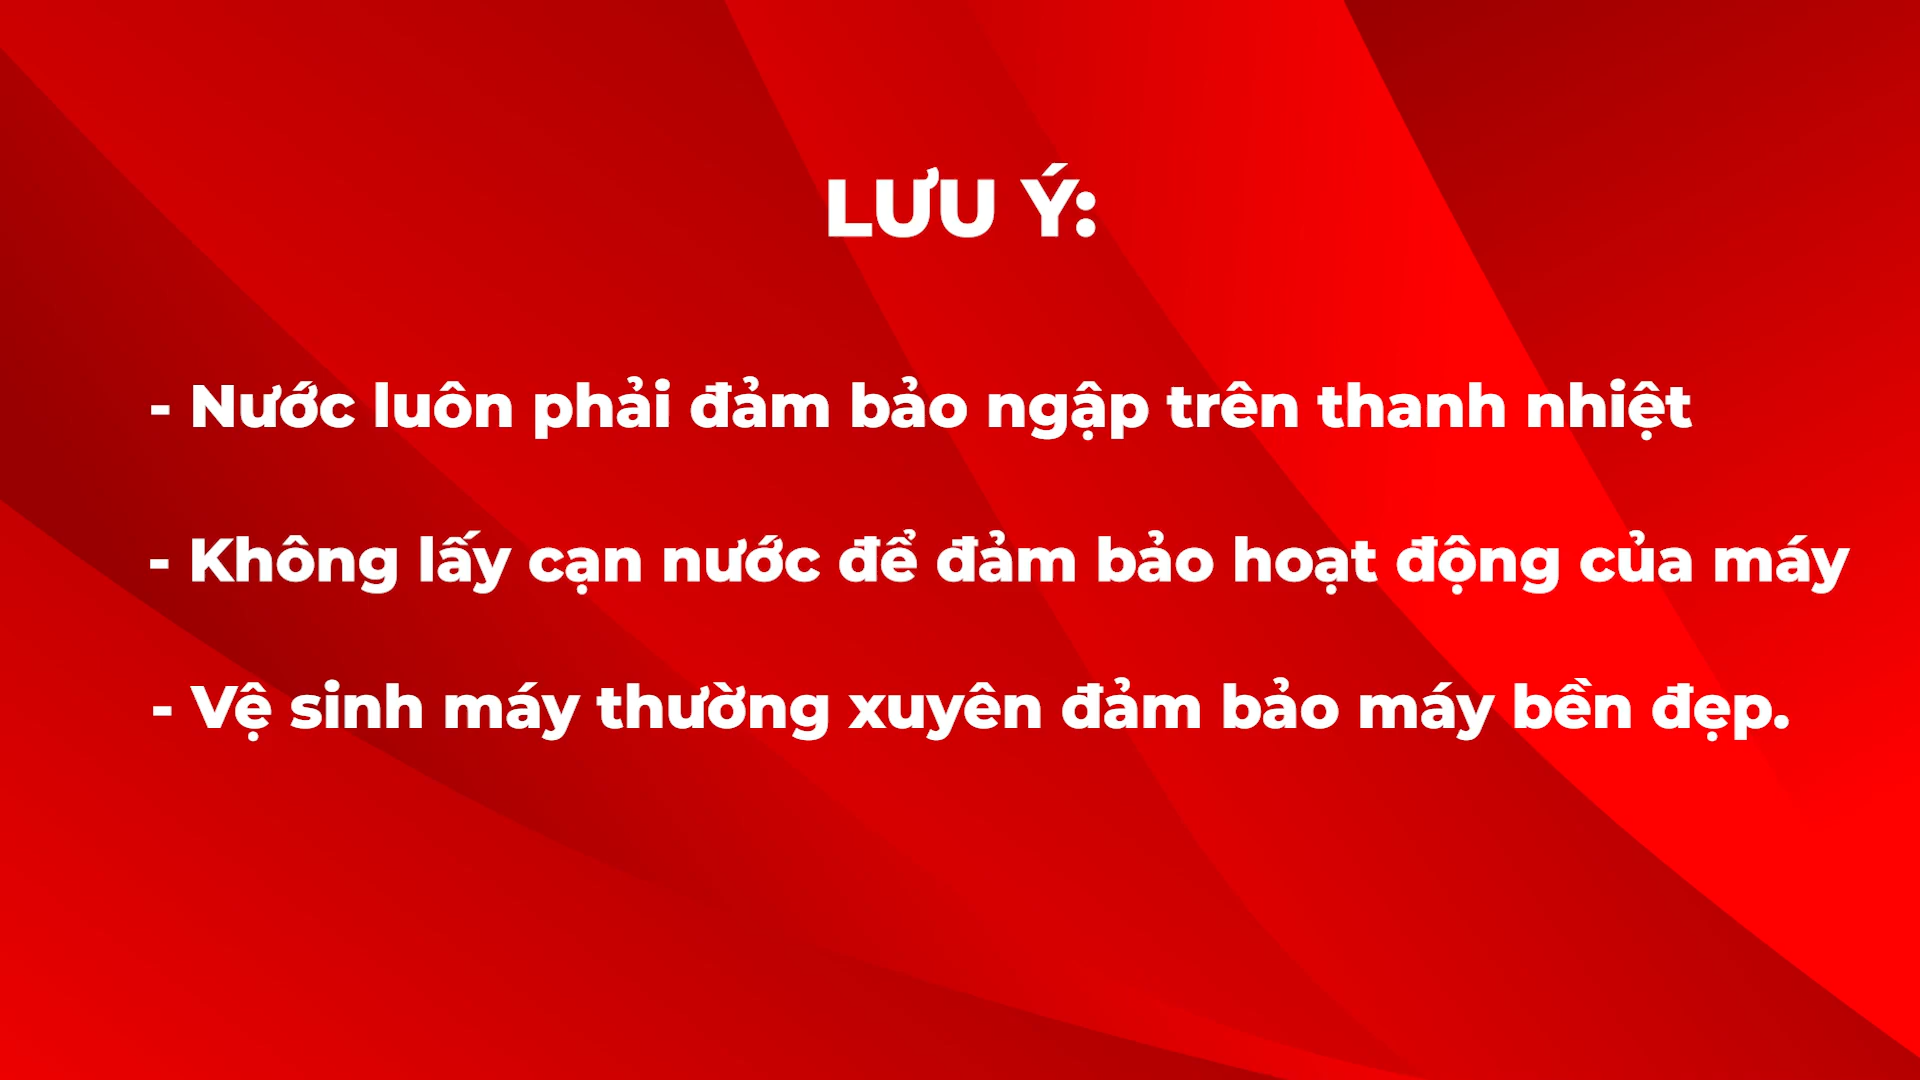 LƯU Ý:
- Nước luôn phải đảm bảo ngập trên thanh nhiệt
- Không lấy cạn nước để đảm bảo hoạt động của máy
- Vệ sinh máy thường xuyên đảm bảo máy bền đẹp.